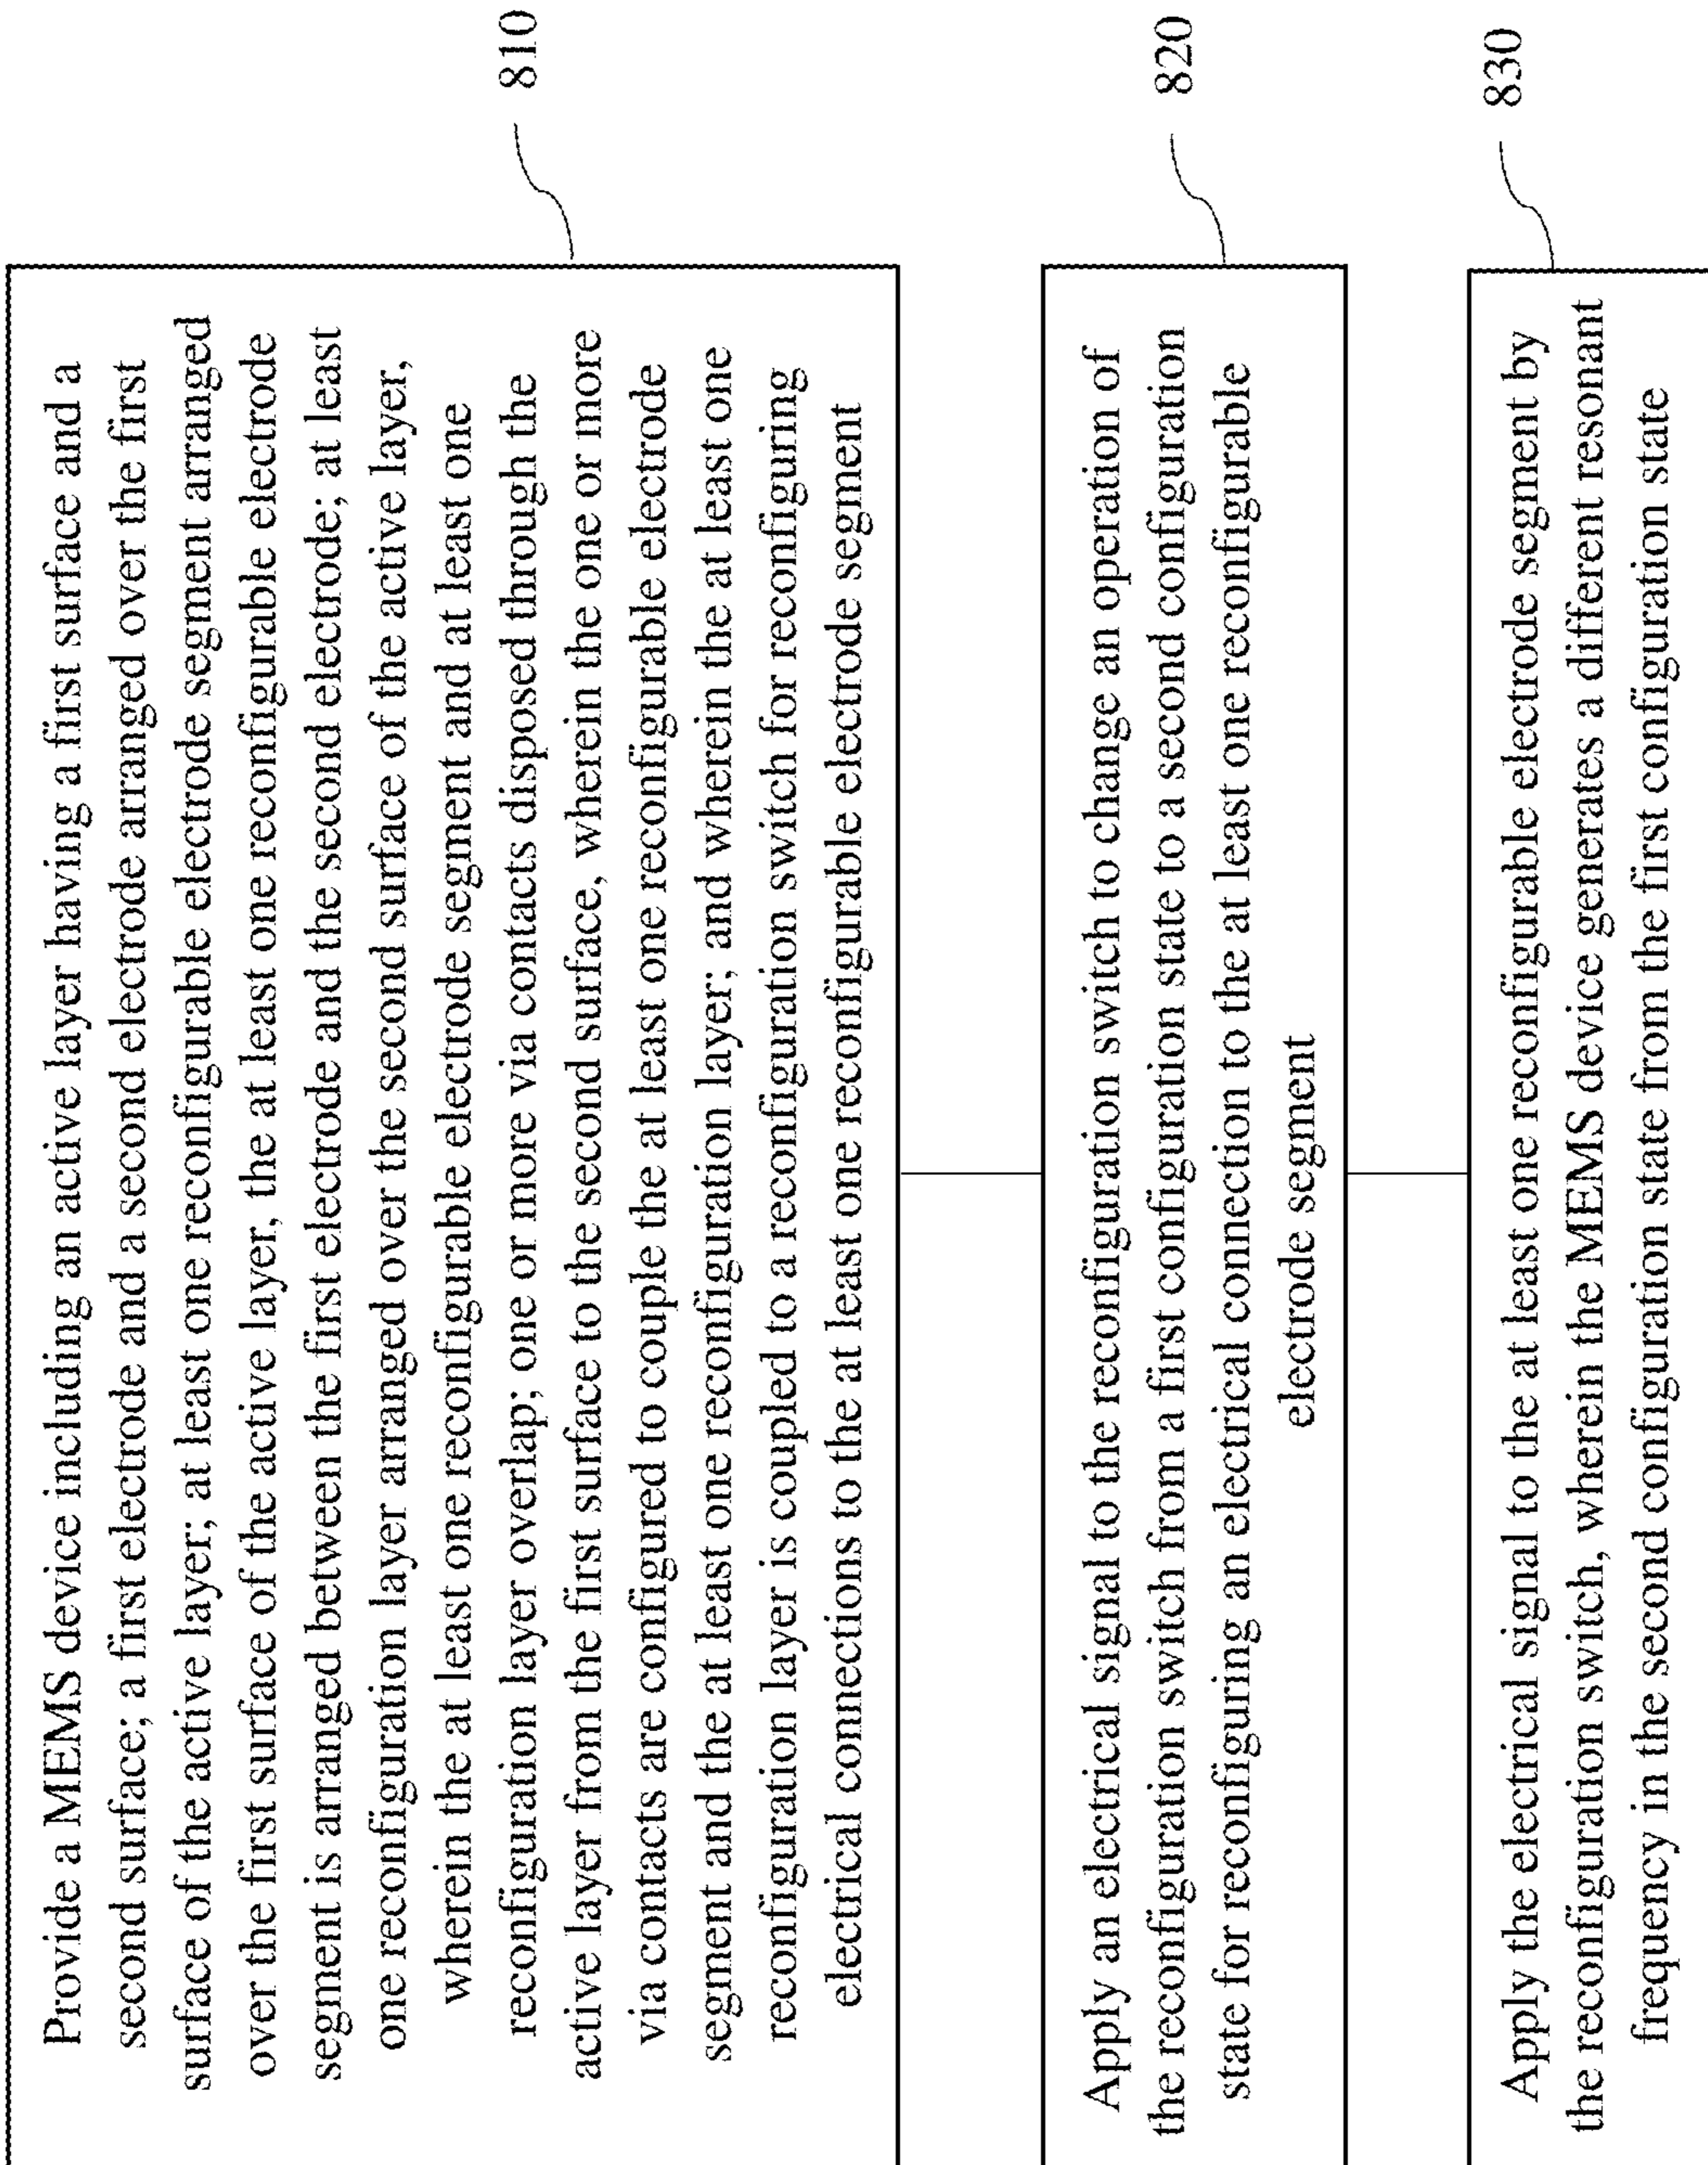 Provide a MEMS device including an active layer having a first surface and a
second surface; a first electrode and a second electrode arranged over the first
surface of the active layer; at least one reconfigurable electrode segment arranged
over the first surface of the active layer, the at least one reconfigurable electrode
segment is arranged between the first electrode and the second electrode; at least
one reconfiguration layer arranged over the second surface of the active layer,
wherein the at least one reconfigurable electrode segment and at least one
reconfiguration layer overlap; one or more via contacts disposed through the
active layer from the first surface to the second surface, wherein the one or more
via contacts are configured to couple the at least one reconfigurable electrode
segment and the at least one reconfiguration layer; and wherein the at least one
reconfiguration layer is coupled to a reconfiguration switch for reconfiguring
electrical connections to the at least one reconfigurable electrode segment
810
Apply an electrical signal to the reconfiguration switch to change an operation of
the reconfiguration switch from a first configuration state to a second configuration
state for reconfiguring an electrical connection to the at least one reconfigurable
electrode segment
820
Apply the electrical signal to the at least one reconfigurable electrode segment by
the reconfiguration switch, wherein the MEMS device generates a different resonant
frequency in the second configuration state from the first configuration state
830